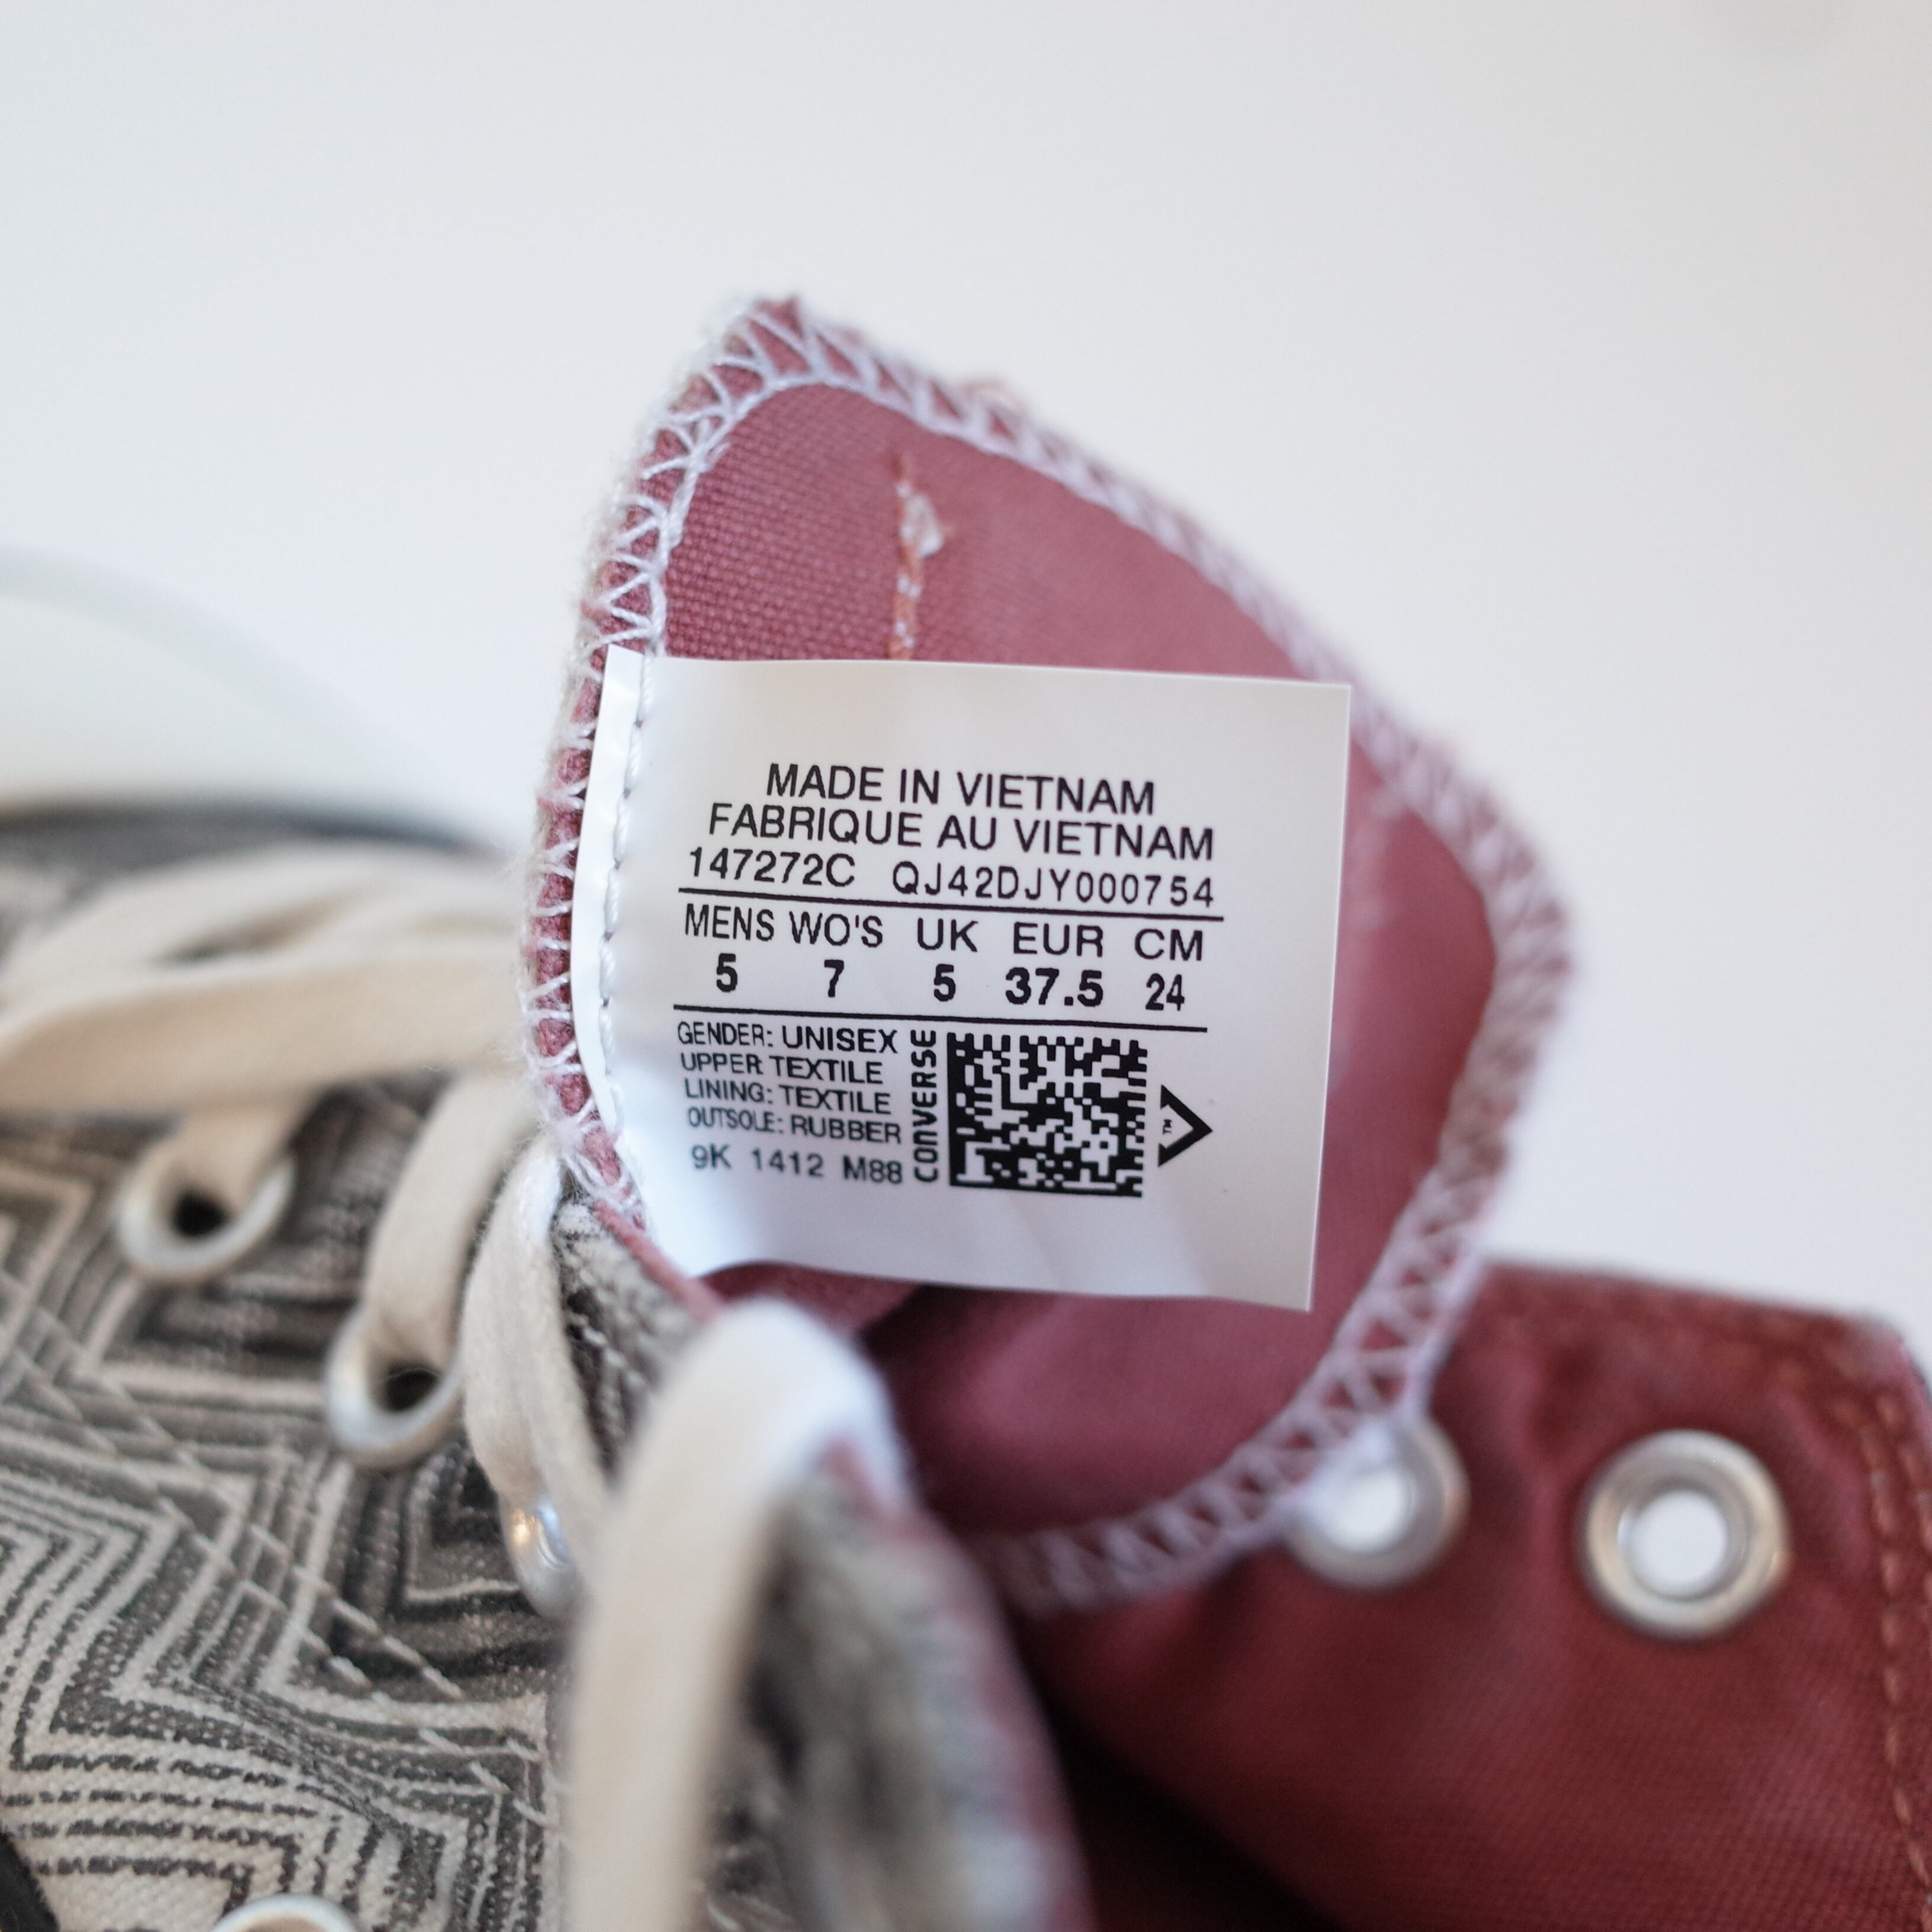 MADE IN VIETNAM
FABRIQUE AU VIETNAM
147272C QJ42DJY000754
MENS WO'S UK EUR CM
5 7 5 37.5 24
GENDER: UNISEX
UPPER: TEXTILE
LINING: TEXTILE
OUTSOLE: RUBBER
9K 1412 M88
CONVERSE
TM